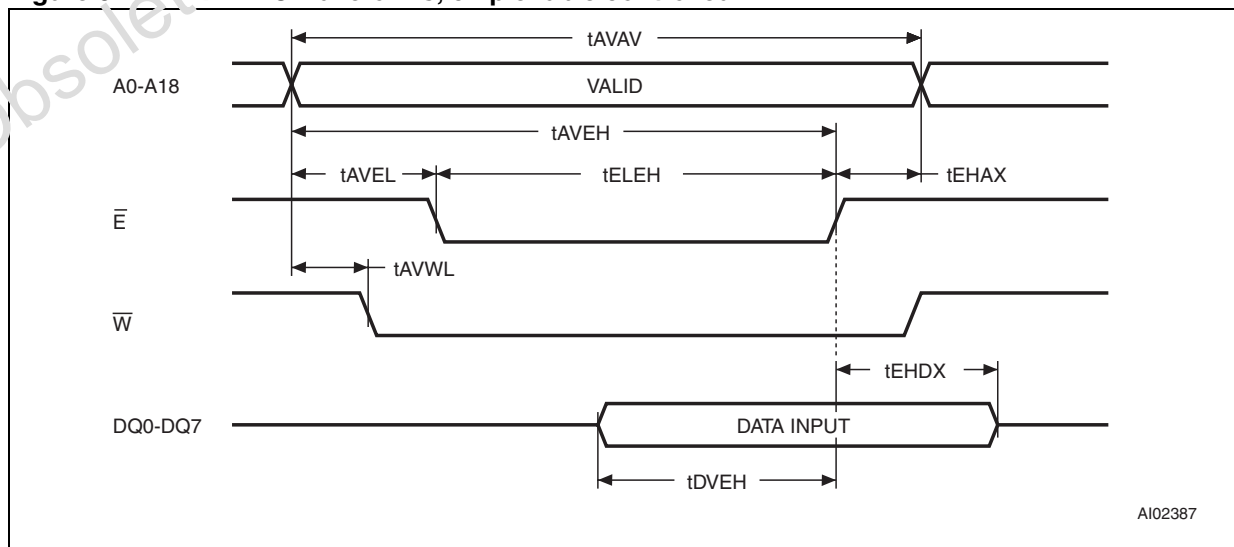 tAVAV
A0-A18
VALID
tAVEH
tAVEL
tELEH
tEHAX
E
tAVWL
W
tEHDX
DQ0-DQ7
DATA INPUT
tDVEH
AI02387